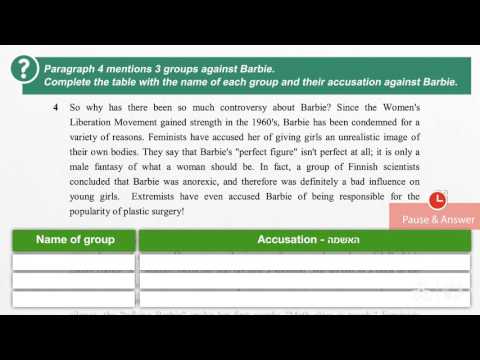 ?
Paragraph 4 mentions 3 groups against Barbie.
Complete the table with the name of each group and their accusation against Barbie.
4 So why has there been so much controversy about Barbie? Since the Women's
Liberation Movement gained strength in the 1960's, Barbie has been condemned for a
variety of reasons. Feminists have accused her of giving girls an unrealistic image of
their own bodies. They say that Barbie's "perfect figure" isn't perfect at all; it is only a
male fantasy of what a woman should be. In fact, a group of Finnish scientists
concluded that Barbie was anorexic, and therefore was definitely a bad influence on
young girls. Extremists have even accused Barbie of being responsible for the
popularity of plastic surgery!
Pause & Answer
Name of group Accusation - האשמה